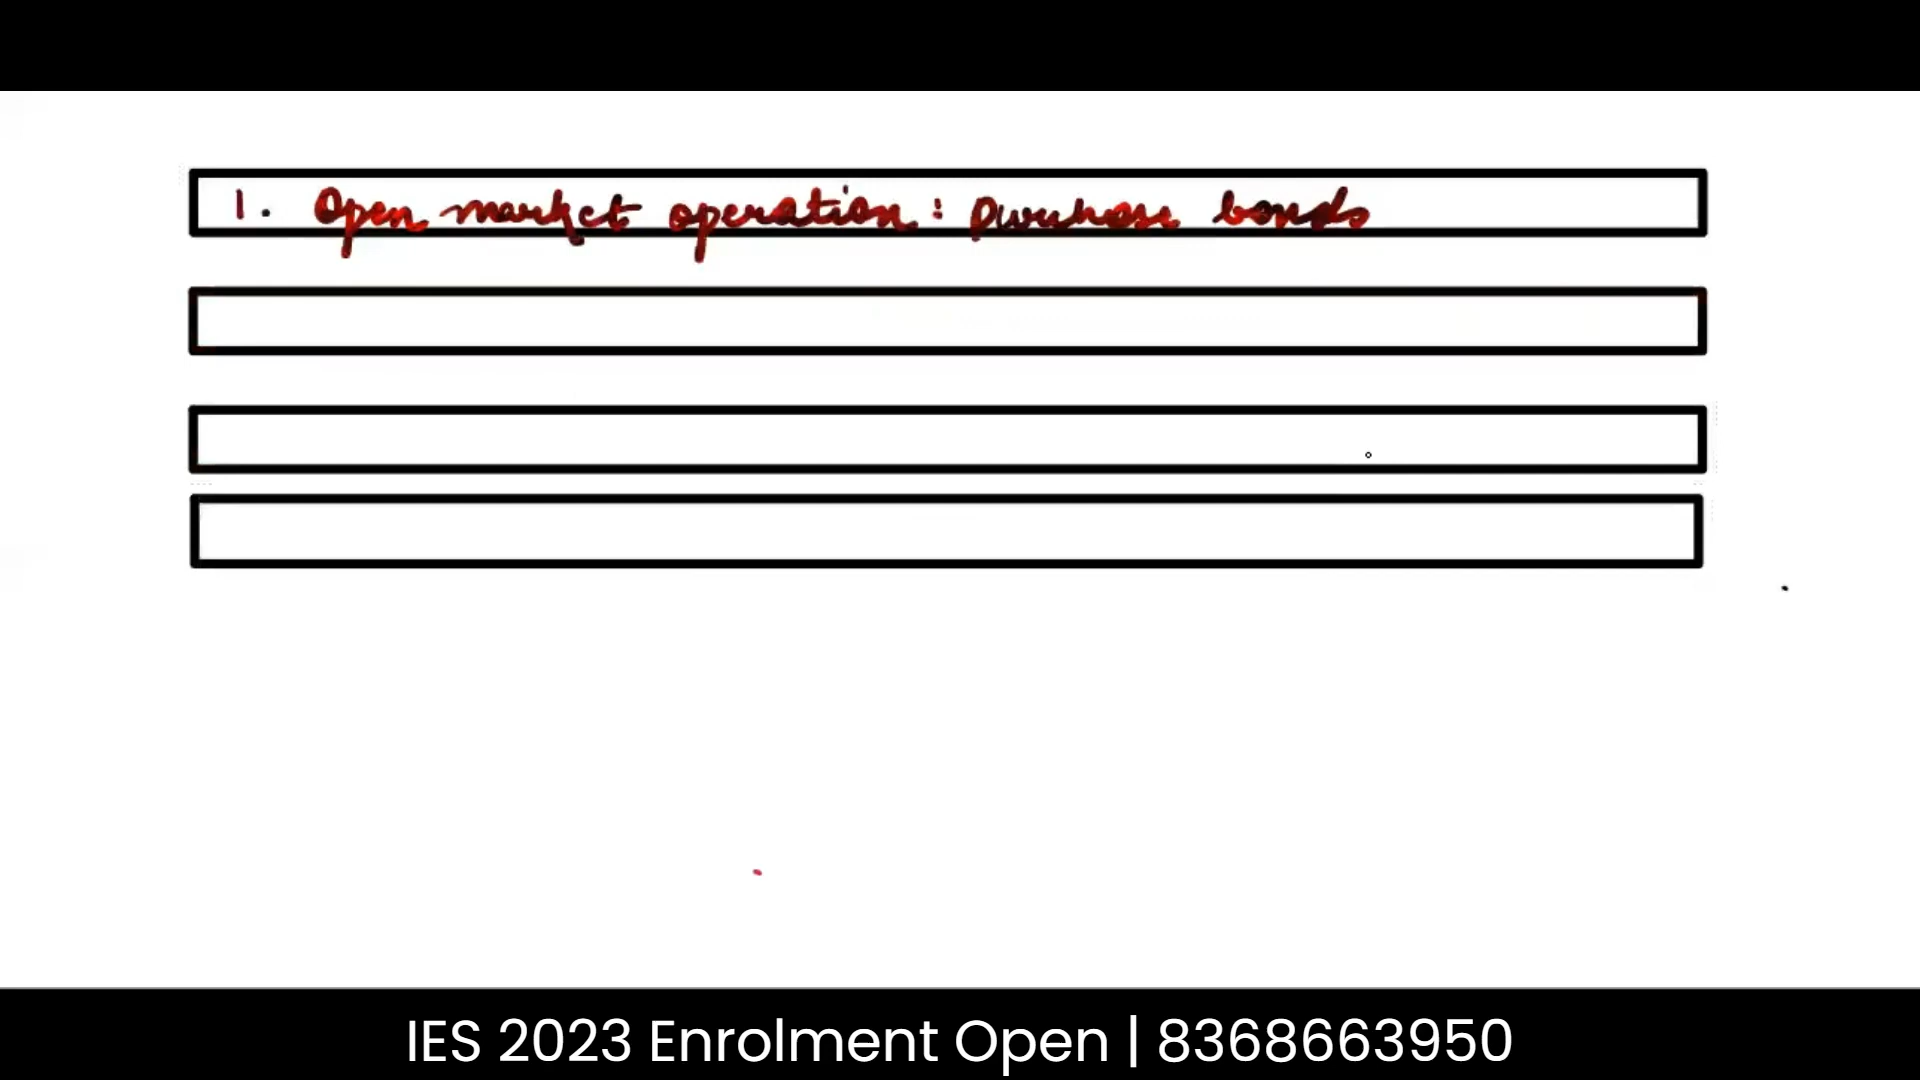 1. Open market operation : purchase bonds
IES 2023 Enrolment Open | 8368663950